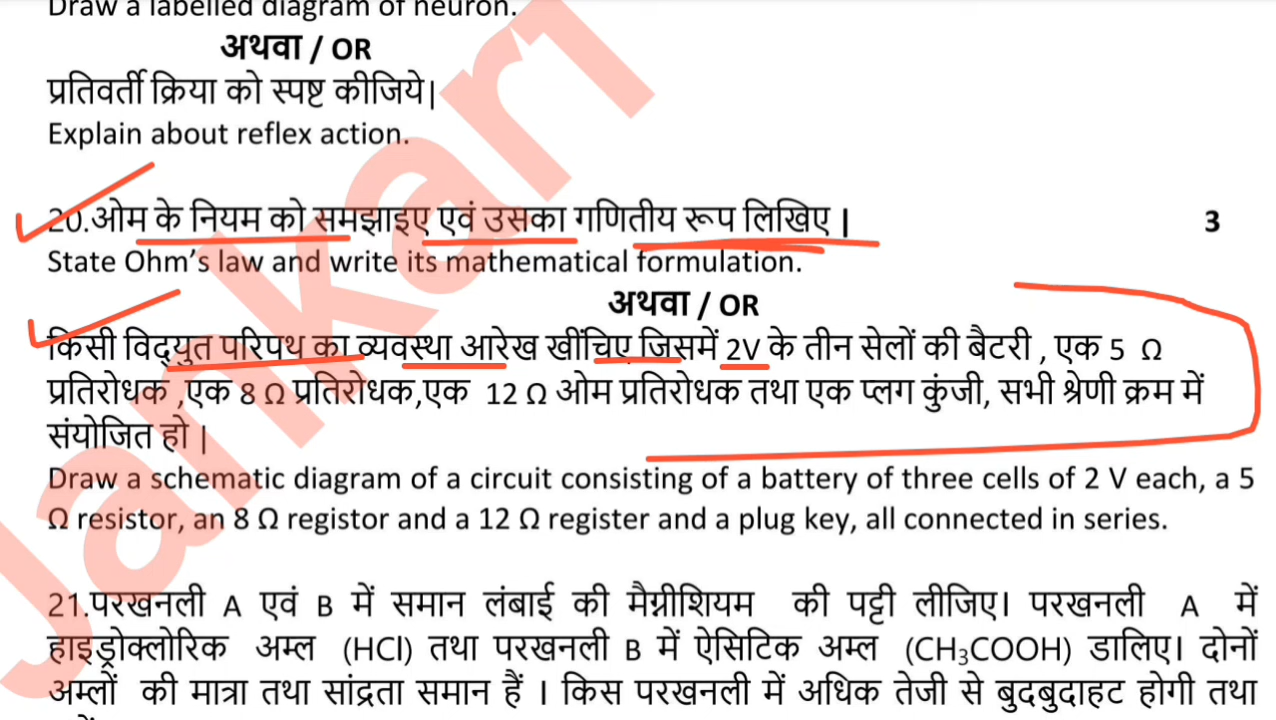 Draw a labelled diagram of neuron.
अथवा / OR
प्रतिवर्ती क्रिया को स्पष्ट कीजिये।
Explain about reflex action.
20.ओम के नियम को समझाइए एवं उसका गणितीय रूप लिखिए | 3
State Ohm's law and write its mathematical formulation.
अथवा / OR
किसी विद्युत परिपथ का व्यवस्था आरेख खींचिए जिसमें 2V के तीन सेलों की बैटरी , एक 5 Ω
प्रतिरोधक ,एक 8 Ω प्रतिरोधक,एक 12 Ω ओम प्रतिरोधक तथा एक प्लग कुंजी, सभी श्रेणी क्रम में
संयोजित हो |
Draw a schematic diagram of a circuit consisting of a battery of three cells of 2 V each, a 5
Ω resistor, an 8 Ω registor and a 12 Ω register and a plug key, all connected in series.
21.परखनली A एवं B में समान लंबाई की मैग्नीशियम की पट्टी लीजिए। परखनली A में
हाइड्रोक्लोरिक अम्ल (HCl) तथा परखनली B में ऐसिटिक अम्ल (CH₃COOH) डालिए। दोनों
अम्लों की मात्रा तथा सांद्रता समान हैं । किस परखनली में अधिक तेजी से बुदबुदाहट होगी तथा
Jankari